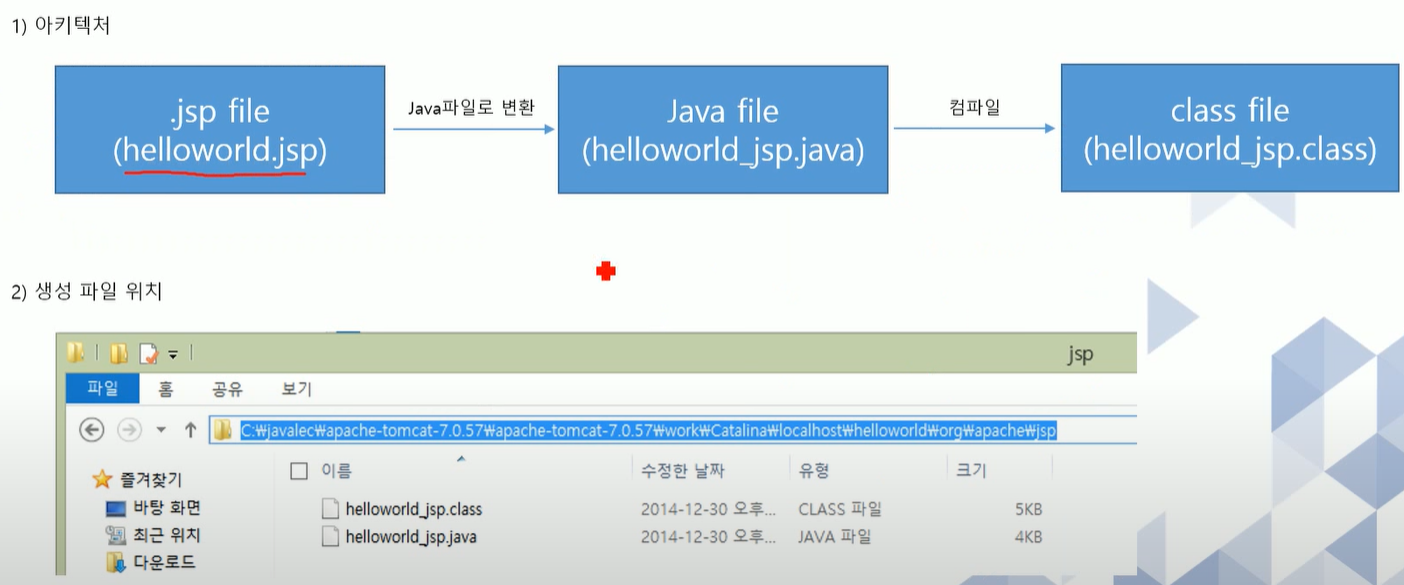 1) 아키텍처
.jsp file
(helloworld.jsp)
Java파일로 변환
Java file
(helloworld_jsp.java)
컴파일
class file
(helloworld_jsp.class)
2) 생성 파일 위치
jsp
파일 홈 공유 보기
C:₩javalec₩apache-tomcat-7.0.57₩apache-tomcat-7.0.57₩work₩Catalina₩localhost₩helloworld₩org₩apache₩jsp
즐겨찾기
바탕 화면
최근 위치
다운로드
이름 수정한 날짜 유형 크기
helloworld_jsp.class 2014-12-30 오후... CLASS 파일 5KB
helloworld_jsp.java 2014-12-30 오후... JAVA 파일 4KB